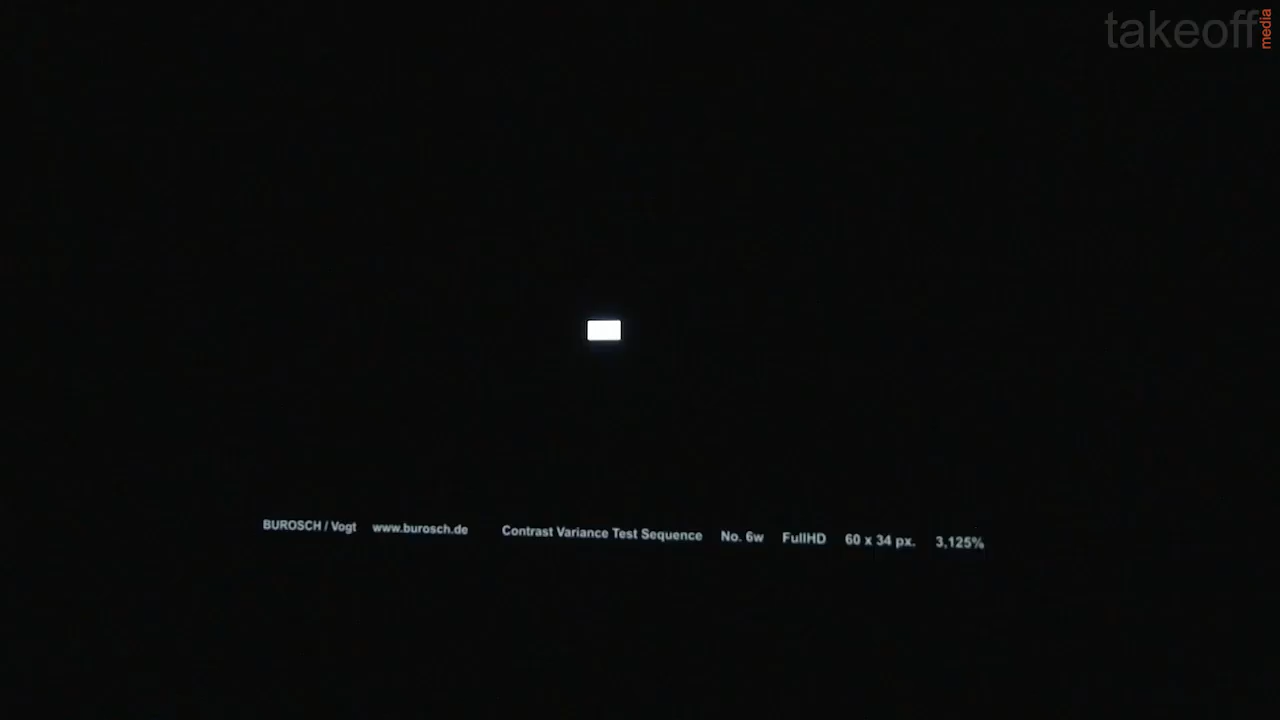 takeoff media
BUROSCH / Vogt www.burosch.de Contrast Variance Test Sequence No. 6w FullHD 60 x 34 px. 3,125%